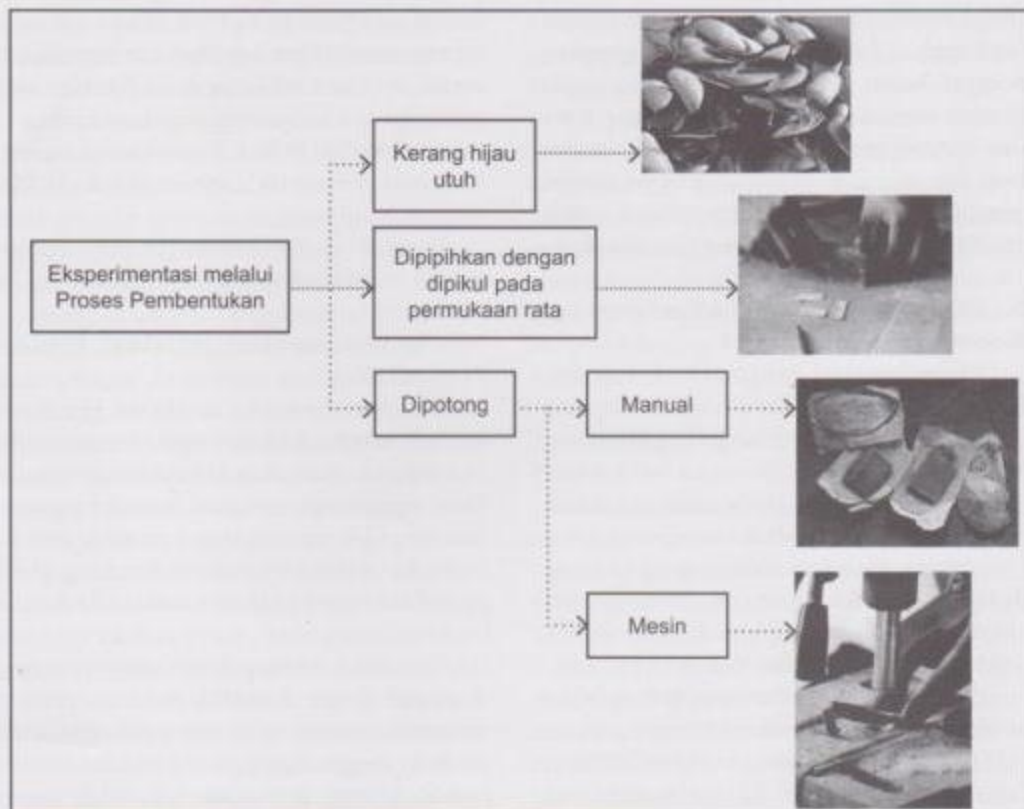 Kerang hijau
utuh
Eksperimentasi melalui
Proses Pembentukan
Dipipihkan dengan
dipikul pada
permukaan rata
Dipotong
Manual
Mesin